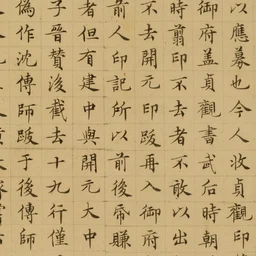 以應募也今人收貞觀印
御府蓋貞觀書武后時朝
時翦印不去者不敢以出
不去開元印跋再入御府
前人印記所以前後帝賺
者但有建中與開元大中
子晉贊後截去十九行僅
偽作沈傳師跋于後傳師